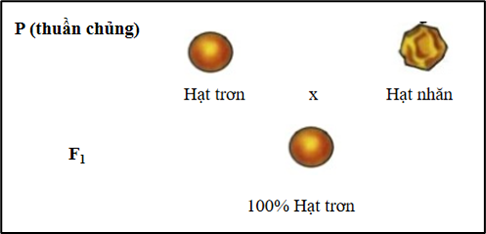 P (thuần chủng)
Hạt trơn x Hạt nhăn
F₁
100% Hạt trơn